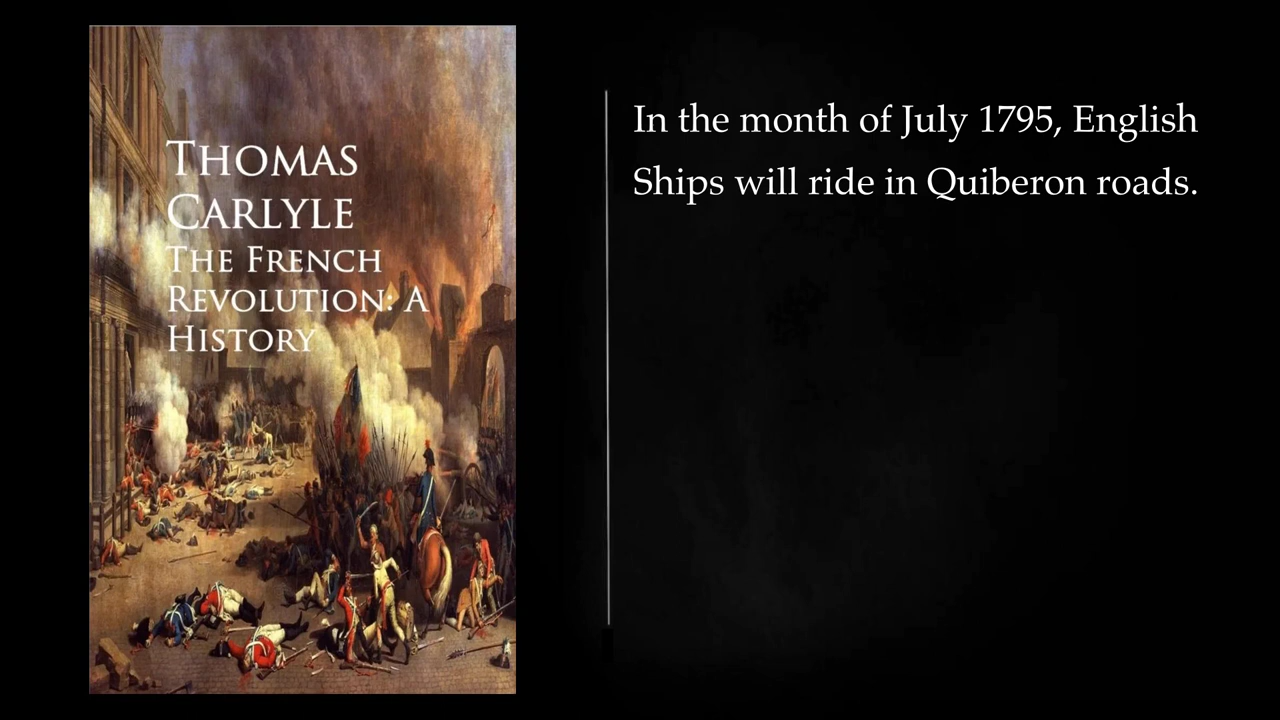 THOMAS
CARLYLE
THE FRENCH
REVOLUTION: A
HISTORY
In the month of July 1795, English
Ships will ride in Quiberon roads.